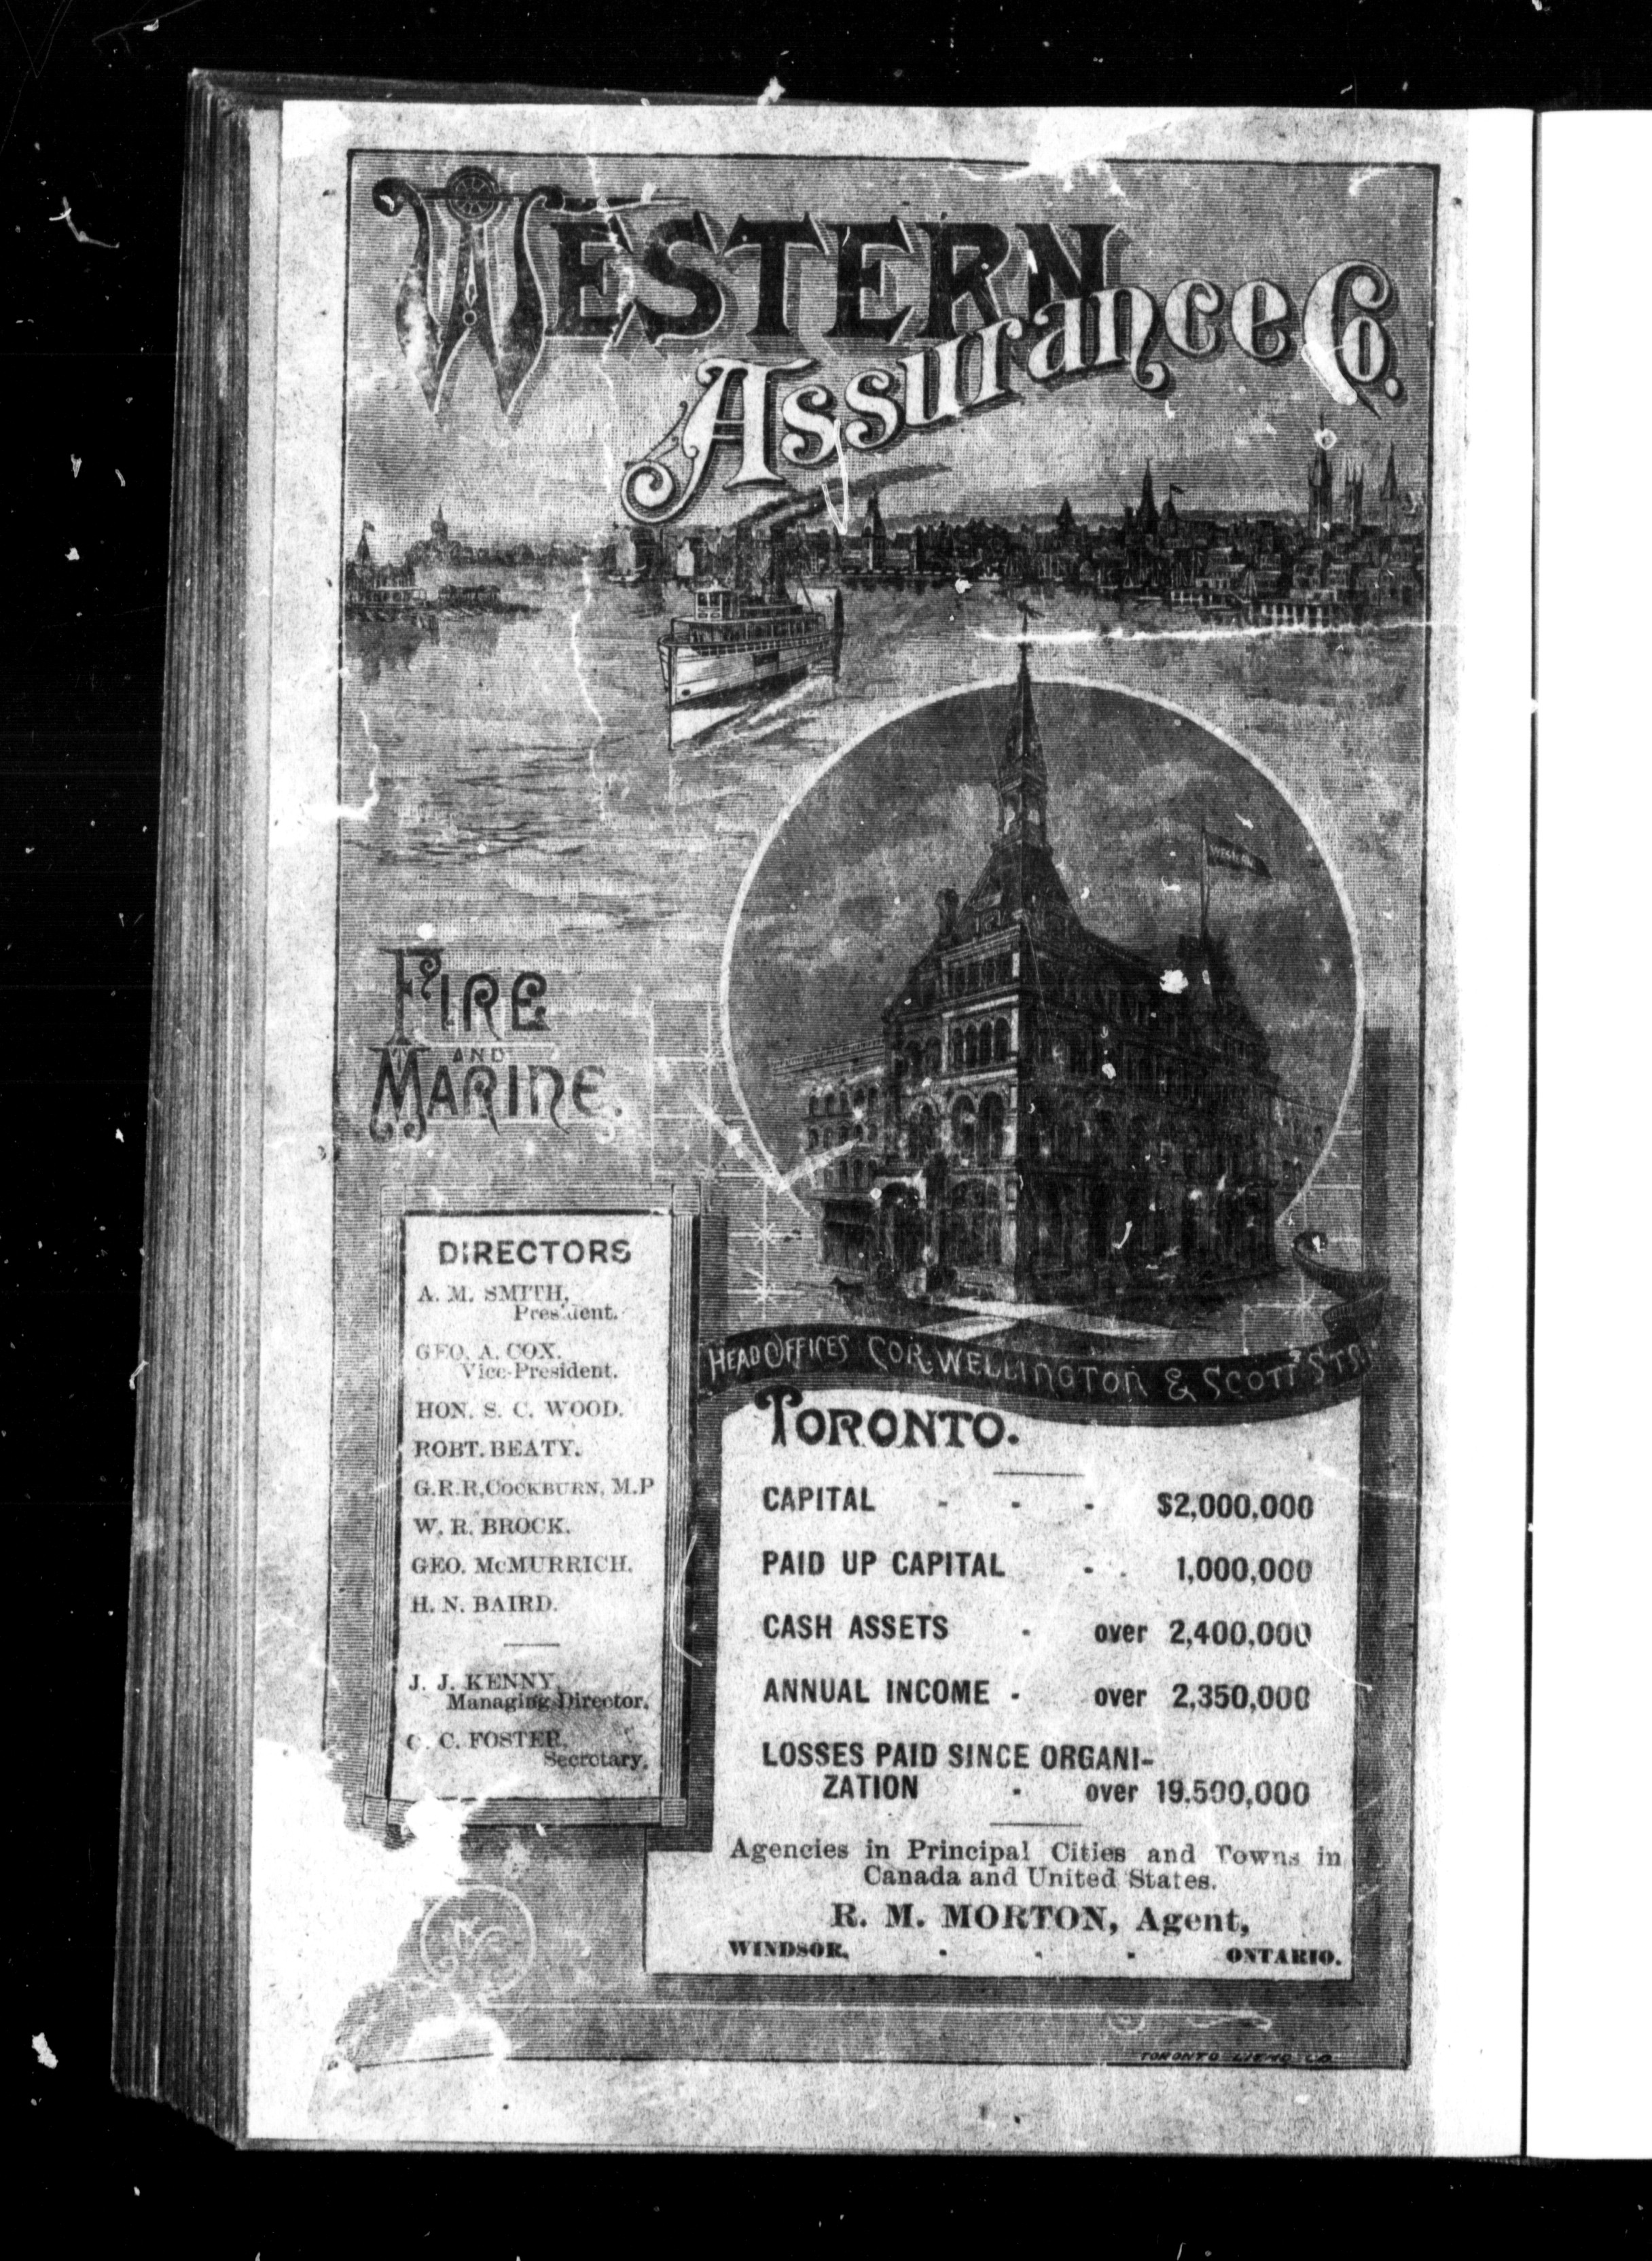 WESTERN
Assurance Co.
FIRE
AND
MARINE.
DIRECTORS
A. M. SMITH,
President.
GEO. A. COX.
Vice-President.
HON. S. C. WOOD.
ROBT. BEATY.
G.R.R, COCKBURN, M.P
W. R. BROCK.
GEO. McMURRICH.
H. N. BAIRD.
J. J. KENNY
Managing Director.
C. C. FOSTER,
Secretary.
HEAD OFFICES COR. WELLINGTON & SCOTT STS.
TORONTO.
CAPITAL - - - $2,000,000
PAID UP CAPITAL - - 1,000,000
CASH ASSETS - over 2,400,000
ANNUAL INCOME - over 2,350,000
LOSSES PAID SINCE ORGANI-
ZATION - over 19,500,000
Agencies in Principal Cities and Towns in
Canada and United States.
R. M. MORTON, Agent,
WINDSOR, - - - ONTARIO.
TORONTO LITHO. CO.